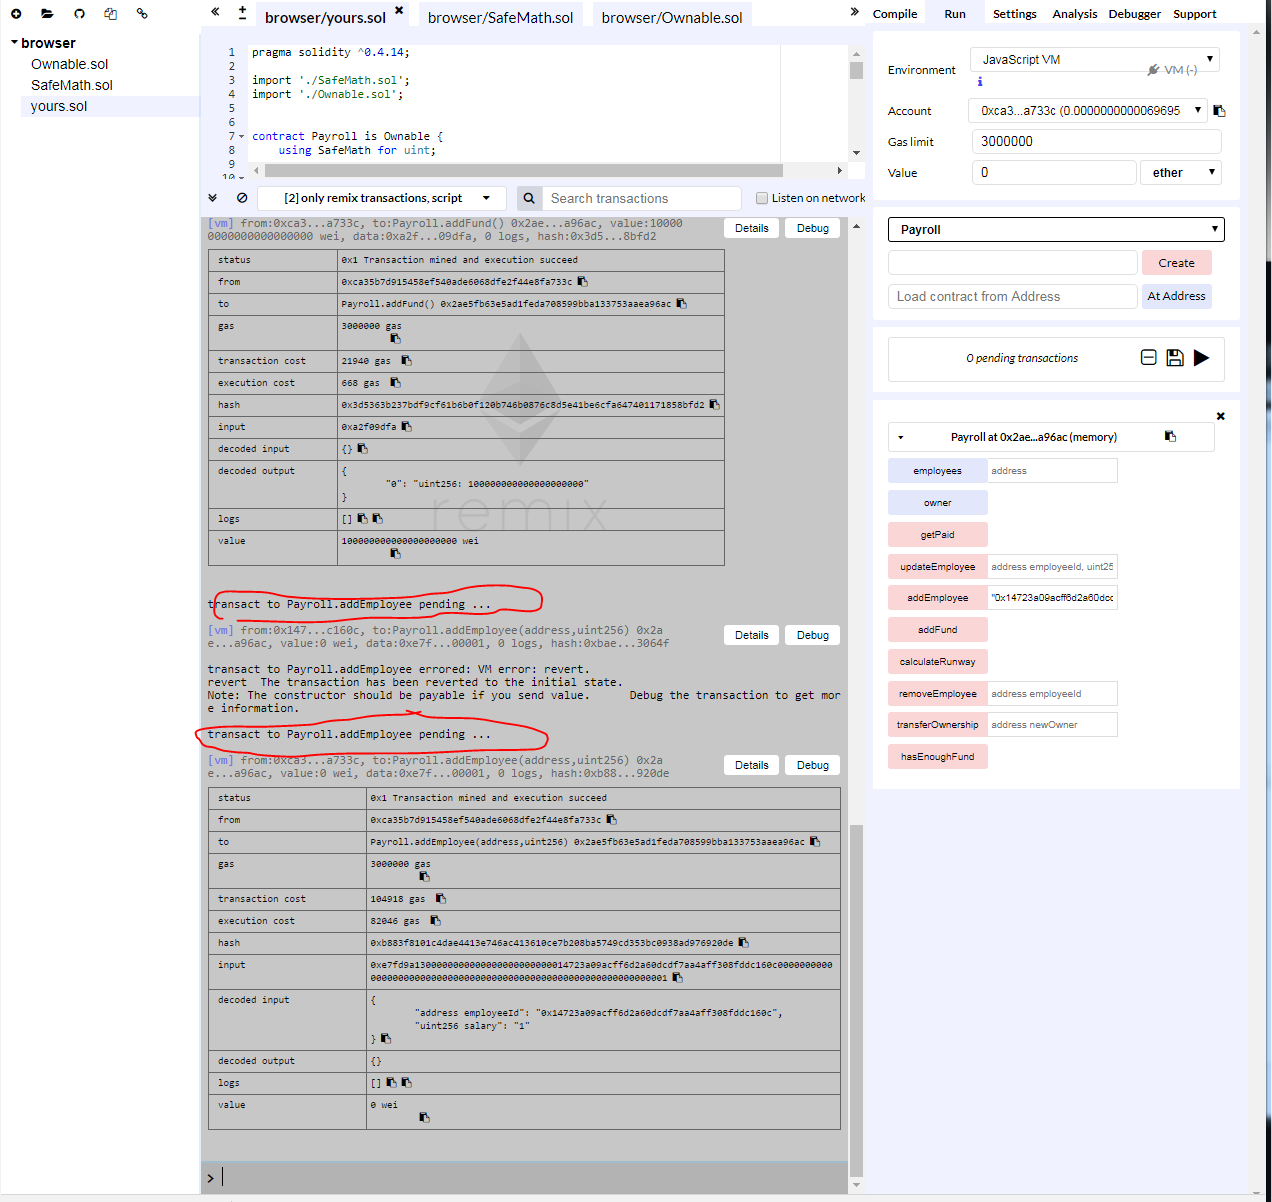 browser
Ownable.sol
SafeMath.sol
yours.sol
browser/yours.sol
browser/SafeMath.sol
browser/Ownable.sol
1 pragma solidity ^0.4.14;
2
3 import './SafeMath.sol';
4 import './Ownable.sol';
5
6
7 contract Payroll is Ownable {
8 using SafeMath for uint;
9
10
[2] only remix transactions, script
Search transactions
Listen on network
[vm] from:0xca3...a733c, to:Payroll.addFund() 0x2ae...a96ac, value:10000
0000000000000000 wei, data:0xa2f...09dfa, 0 logs, hash:0x3d5...8bfd2
Details
Debug
status 0x1 Transaction mined and execution succeed
from 0xca35b7d915458ef540ade6068dfe2f44e8fa733c
to Payroll.addFund() 0x2ae5fb63e5ad1feda708599bba133753aaea96ac
gas 3000000 gas
transaction cost 21940 gas
execution cost 668 gas
hash 0x3d5363b237bdf9cf61b6b0f120b746b0876c8d5e41be6cfa647401171858bfd2
input 0xa2f09dfa
decoded input {}
decoded output {
"0": "uint256: 100000000000000000000"
}
logs []
value 100000000000000000000 wei
remix
transact to Payroll.addEmployee pending ...
[vm] from:0x147...c160c, to:Payroll.addEmployee(address,uint256) 0x2a
e...a96ac, value:0 wei, data:0xe7f...00001, 0 logs, hash:0xbae...3064f
Details
Debug
transact to Payroll.addEmployee errored: VM error: revert.
revert The transaction has been reverted to the initial state.
Note: The constructor should be payable if you send value. Debug the transaction to get mor
e information.
transact to Payroll.addEmployee pending ...
[vm] from:0xca3...a733c, to:Payroll.addEmployee(address,uint256) 0x2a
e...a96ac, value:0 wei, data:0xe7f...00001, 0 logs, hash:0xb88...920de
Details
Debug
status 0x1 Transaction mined and execution succeed
from 0xca35b7d915458ef540ade6068dfe2f44e8fa733c
to Payroll.addEmployee(address,uint256) 0x2ae5fb63e5ad1feda708599bba133753aaea96ac
gas 3000000 gas
transaction cost 104918 gas
execution cost 82046 gas
hash 0xb883f8101c4dae4413e746ac413610ce7b208ba5749cd353bc0938ad976920de
input
decoded input {
"address employeeId": "0x14723a09acff6d2a60dcdf7aa4aff308fddc160c",
"uint256 salary": "1"
}
decoded output {}
logs []
value 0 wei
>
Compile
Run
Settings
Analysis
Debugger
Support
Environment
JavaScript VM
VM (-)
i
Account
0xca3...a733c (0.0000000000069695
Gas limit
3000000
Value
0
ether
Payroll
Create
Load contract from Address
At Address
0 pending transactions
Payroll at 0x2ae...a96ac (memory)
employees address
owner
getPaid
updateEmployee address employeeId, uint25
addEmployee "0x14723a09acff6d2a60dcc
addFund
calculateRunway
removeEmployee address employeeId
transferOwnership address newOwner
hasEnoughFund